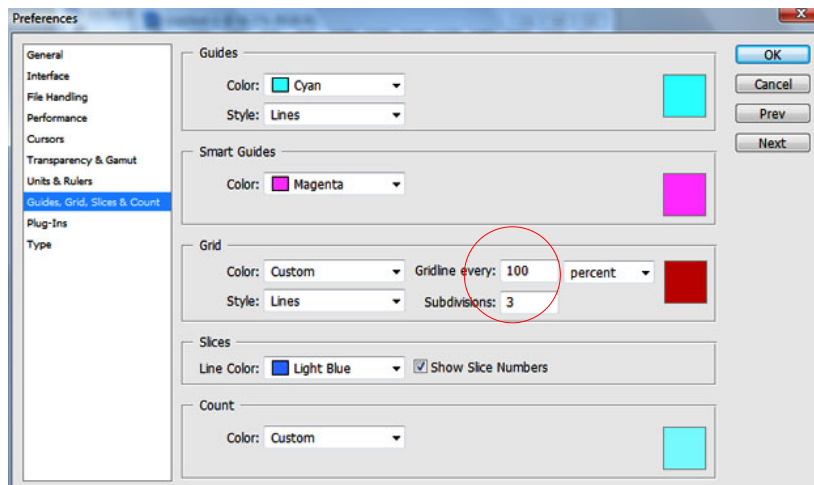 Preferences
General
Interface
File Handling
Performance
Cursors
Transparency & Gamut
Units & Rulers
Guides, Grid, Slices & Count
Plug-Ins
Type
Guides
Color: Cyan
Style: Lines
Smart Guides
Color: Magenta
Grid
Color: Custom Gridline every: 100 percent
Style: Lines Subdivisions: 3
Slices
Line Color: Light Blue Show Slice Numbers
Count
Color: Custom
OK
Cancel
Prev
Next